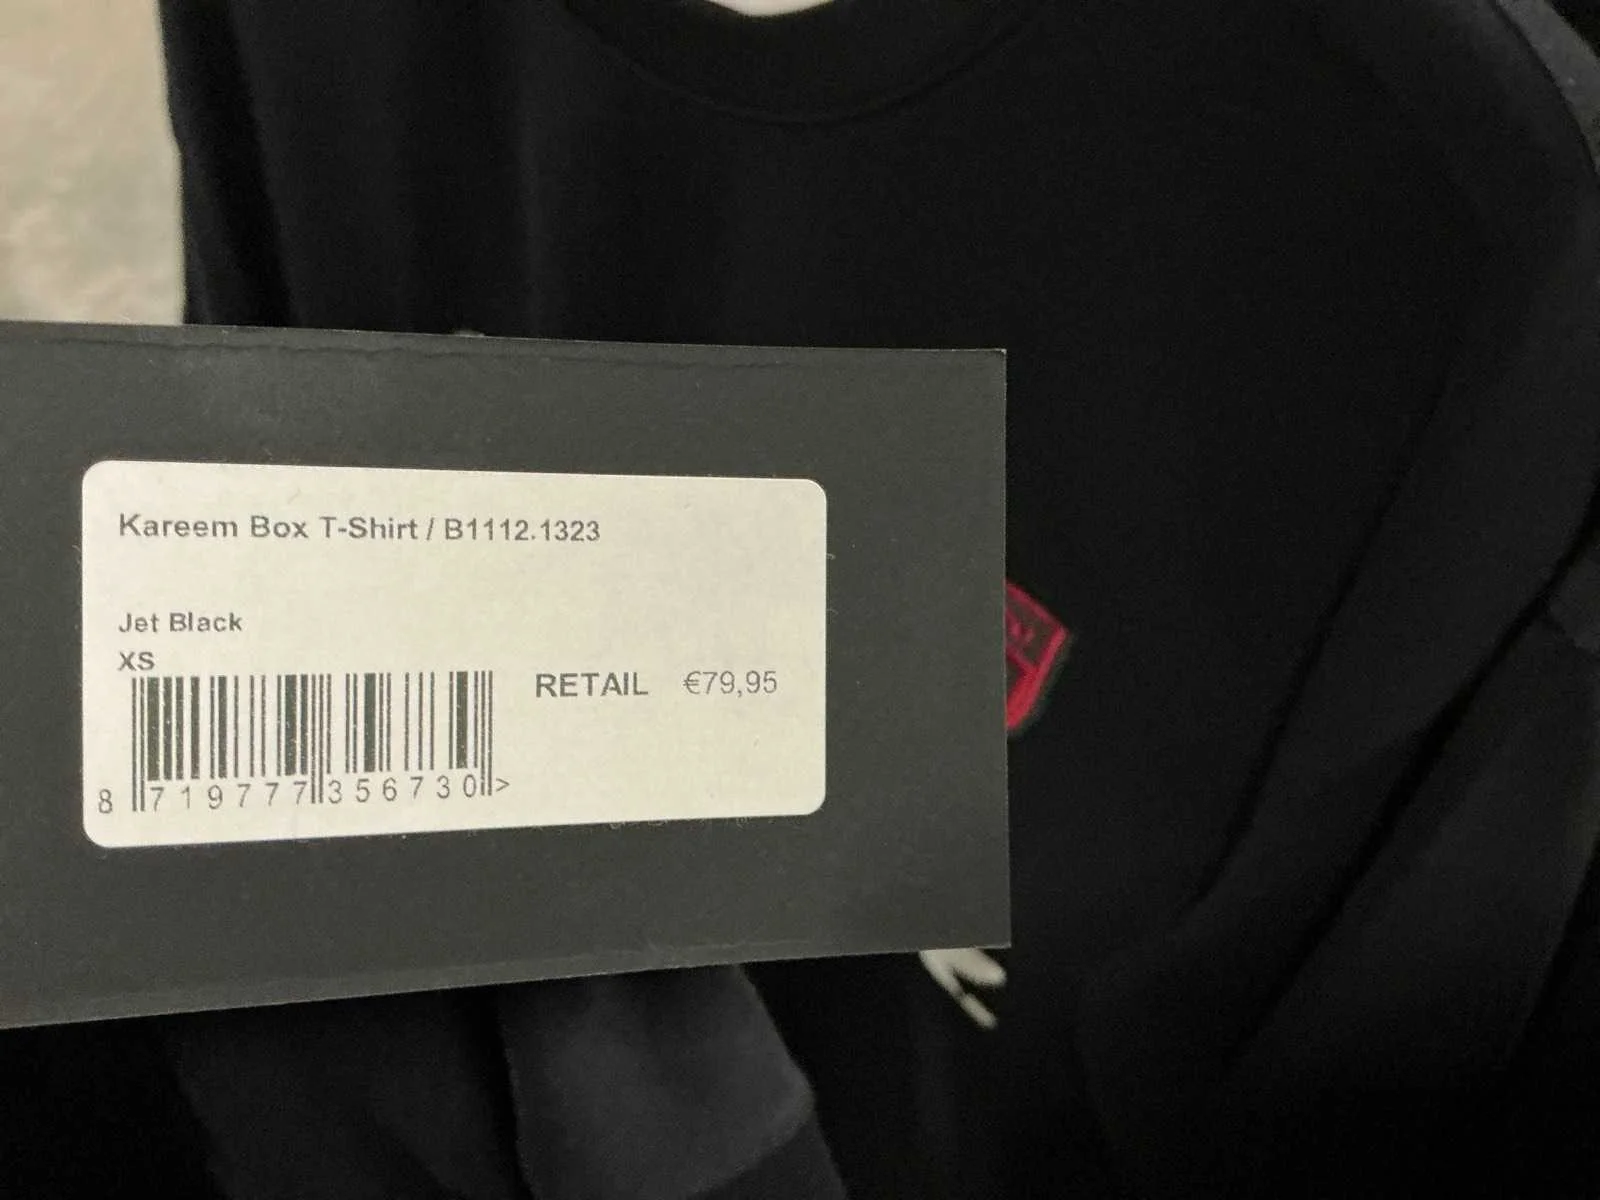 Kareem Box T-Shirt / B1112.1323
Jet Black
XS
RETAIL €79,95
8 719777 356730 >